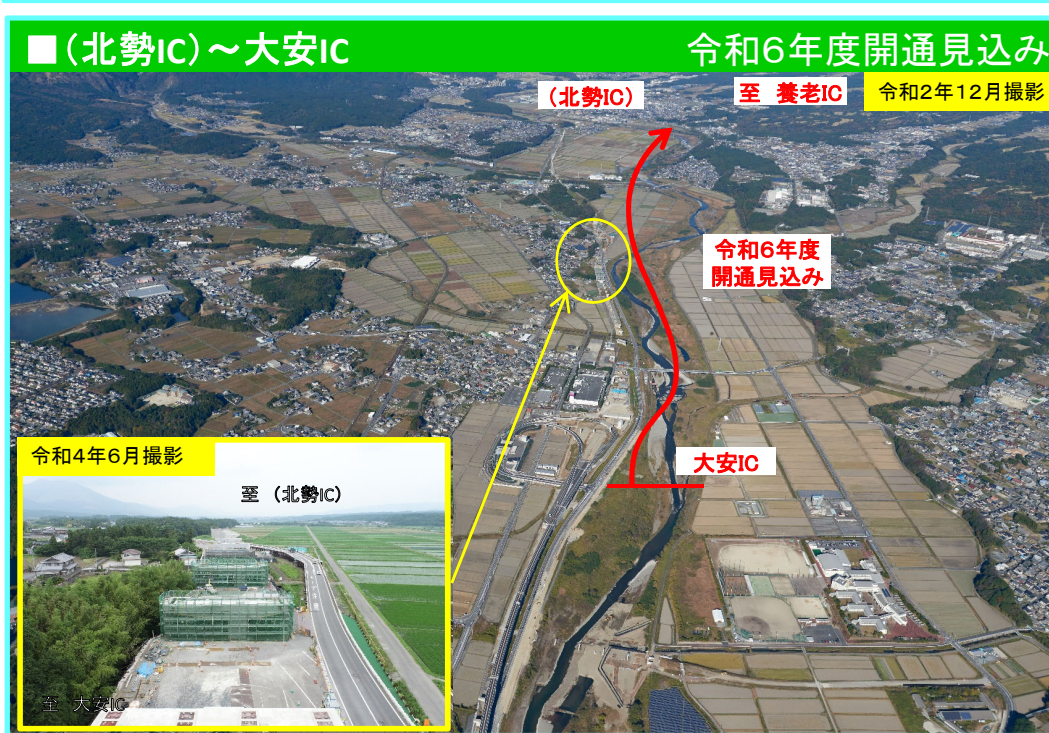 ■(北勢IC)～大安IC
令和6年度開通見込み
(北勢IC)
至 養老IC
令和2年12月撮影
令和6年度
開通見込み
大安IC
令和4年6月撮影
至 (北勢IC)
至 大安IC